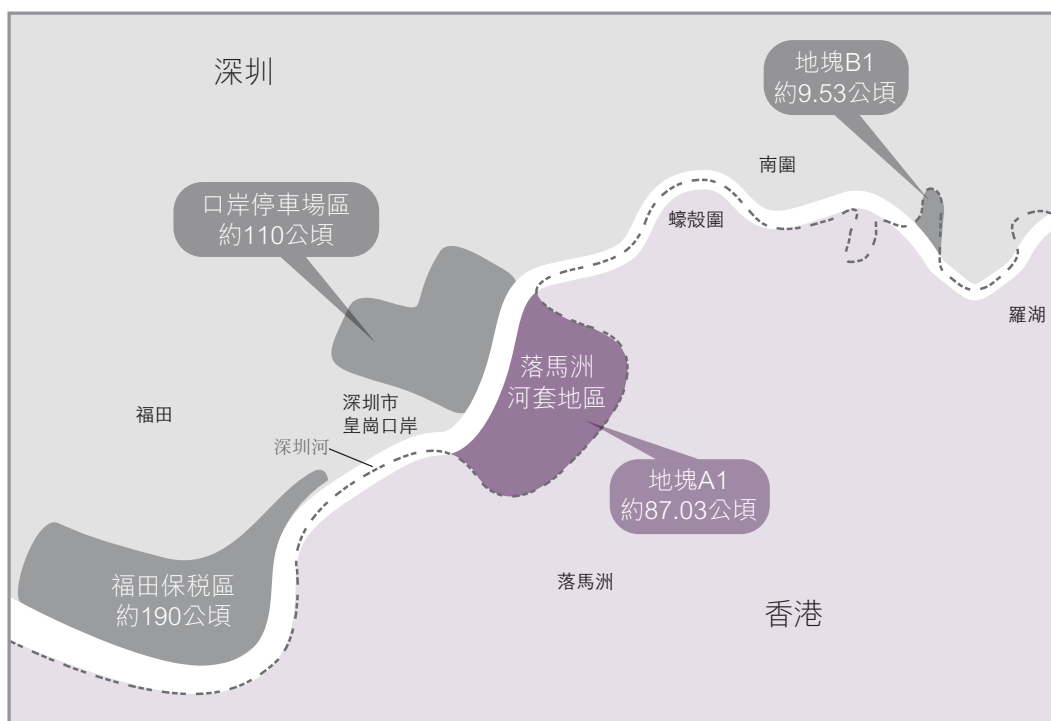 深圳
地塊B1
約9.53公頃
南圍
口岸停車場區
約110公頃
蠔殼圍
羅湖
落馬洲
河套地區
福田
深圳市
皇崗口岸
深圳河
地塊A1
約87.03公頃
福田保税區
約190公頃
落馬洲
香港